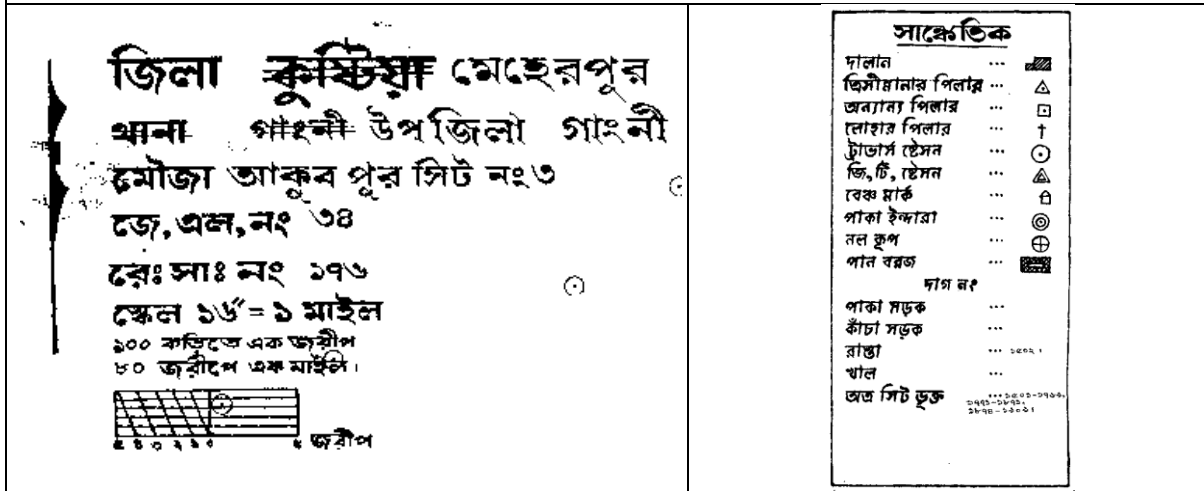 জিলা কুষ্টিয়া মেহেরপুর
থানা গাংনী উপজিলা গাংনী
মৌজা আকুব পুর সিট নং ৩
জে, এল, নং ৩৪
রেঃ সাঃ নং ১৭৬
স্কেল ১৬" = ১ মাইল
১০০ কড়িতে এক জরীপ
৮০ জরীপে এক মাইল।
জরীপ
সাঙ্কেতিক
দালান ...
ত্রিসীমানার পিলার ...
অন্যান্য পিলার ...
লোহার পিলার ...
ট্রাভার্স ষ্টেসন ...
জি, টি, ষ্টেসন ...
বেঞ্চ মার্ক ...
পাকা ইন্দারা ...
নল কূপ ...
পান বরজ ...
দাগ নং
পাকা সড়ক ...
কাঁচা সড়ক ...
রাস্তা ...
খাল ...
অত্র সিট ভূক্ত